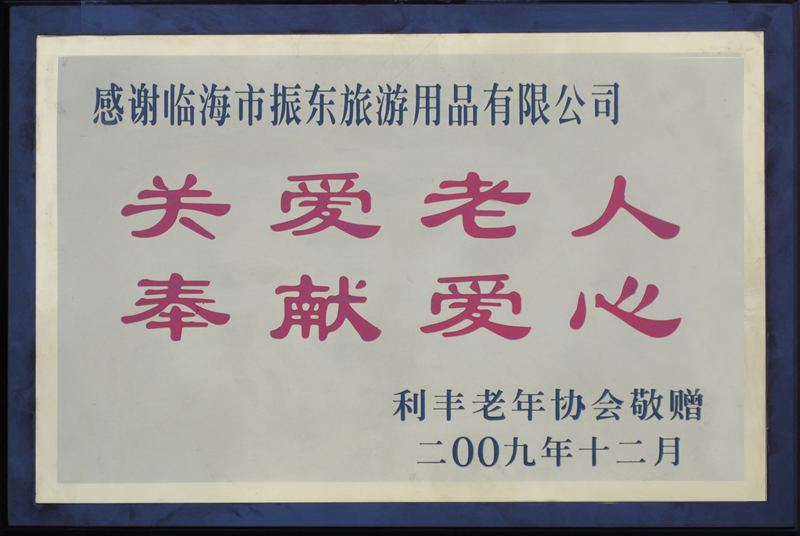 感谢临海市振东旅游用品有限公司
关爱老人
奉献爱心
利丰老年协会敬赠
二00九年十二月